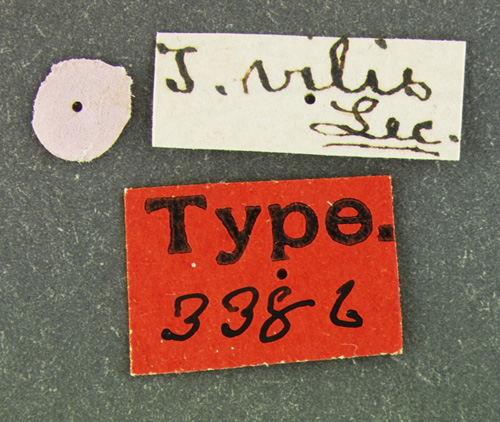 T. vilis
Lec.
Type.
3386